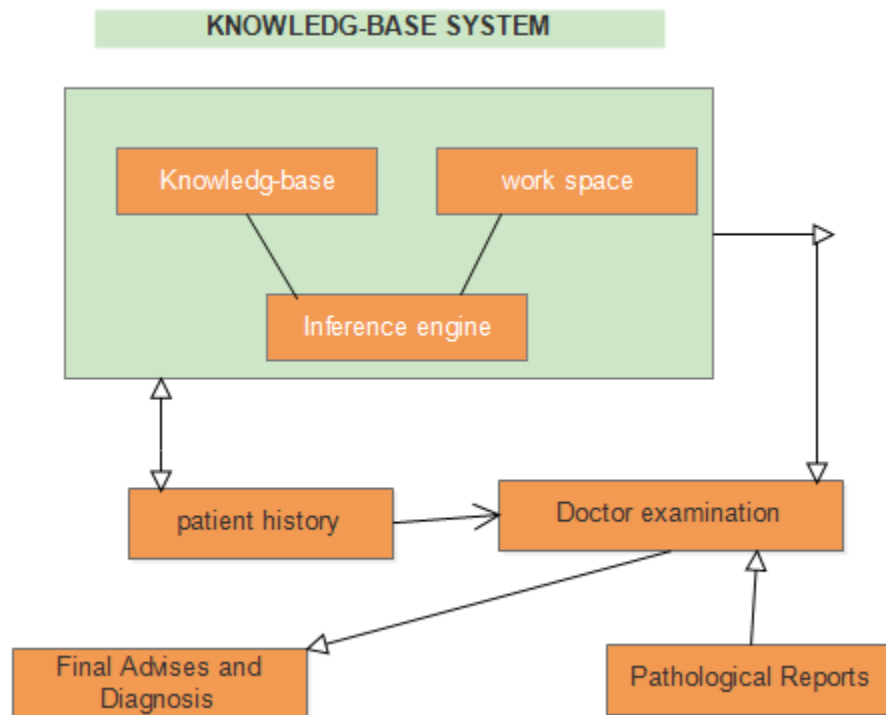 KNOWLEDG-BASE SYSTEM
Knowledg-base
work space
Inference engine
patient history
Doctor examination
Final Advises and
Diagnosis
Pathological Reports